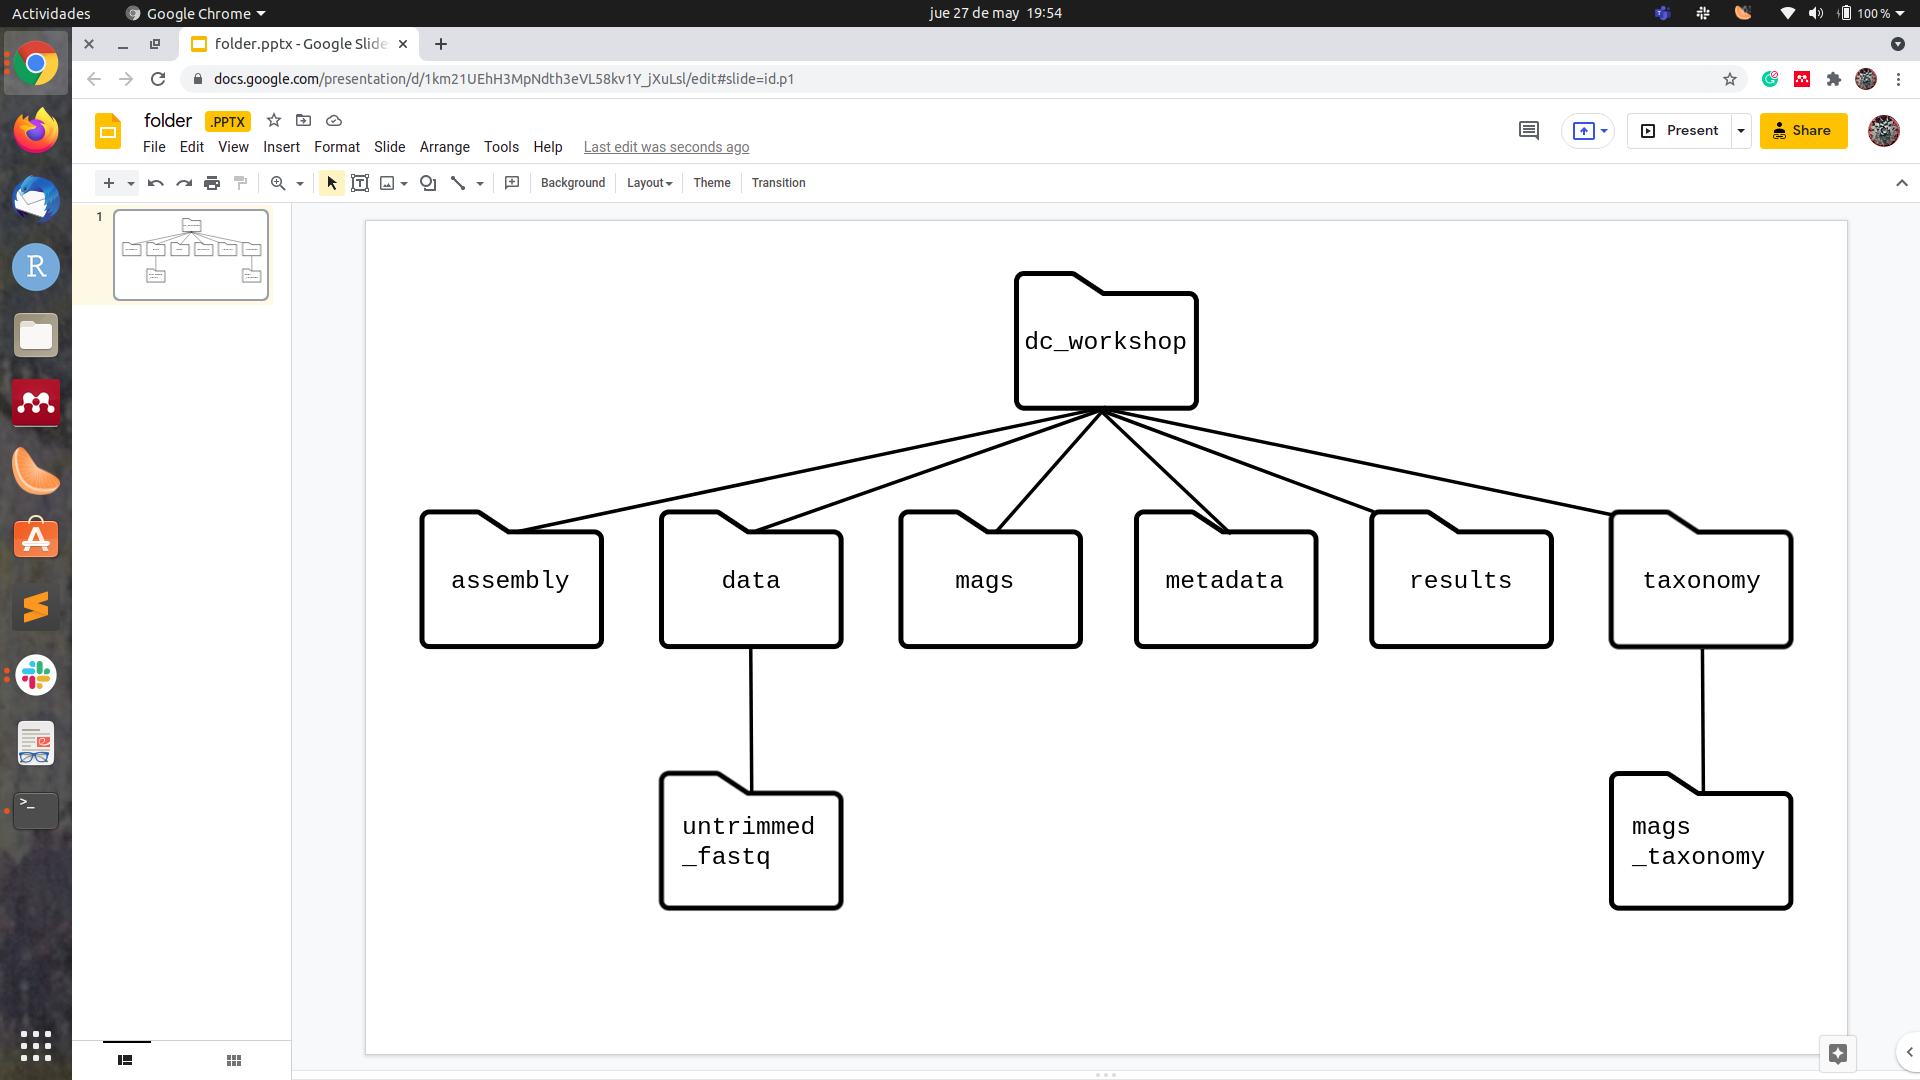 Actividades
Google Chrome
jue 27 de may 19:54
100 %
folder.pptx - Google Slide
docs.google.com/presentation/d/1km21UEhH3MpNdth3eVL58kv1Y_jXuLsl/edit#slide=id.p1
folder
.PPTX
File Edit View Insert Format Slide Arrange Tools Help
Last edit was seconds ago
Present
Share
Background
Layout
Theme
Transition
1
dc_workshop
assembly
data
mags
metadata
results
taxonomy
untrimmed
_fastq
mags
_taxonomy